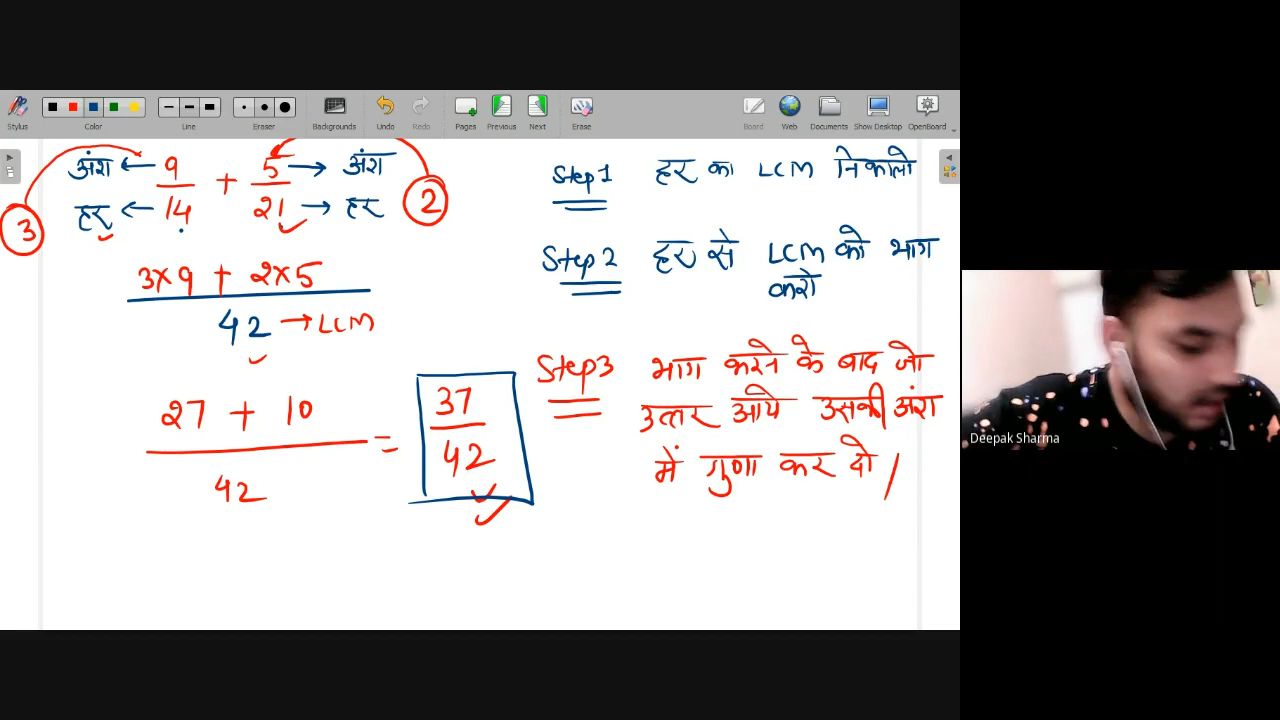 Stylus
Color
Line
Eraser
Backgrounds
Undo
Redo
Pages
Previous
Next
Erase
Board
Web
Documents
Show Desktop
OpenBoard
अंश ← 9/14 + 5/21 → अंश
हर ← → हर
3
2
3×9 + 2×5
42 → LCM
27 + 10
42
=
37
42
Step 1 हर का LCM निकालो
Step 2 हर से LCM को भाग
करो
Step 3 भाग करने के बाद जो
उत्तर आये उसकी अंश
में गुणा कर दो /
Deepak Sharma